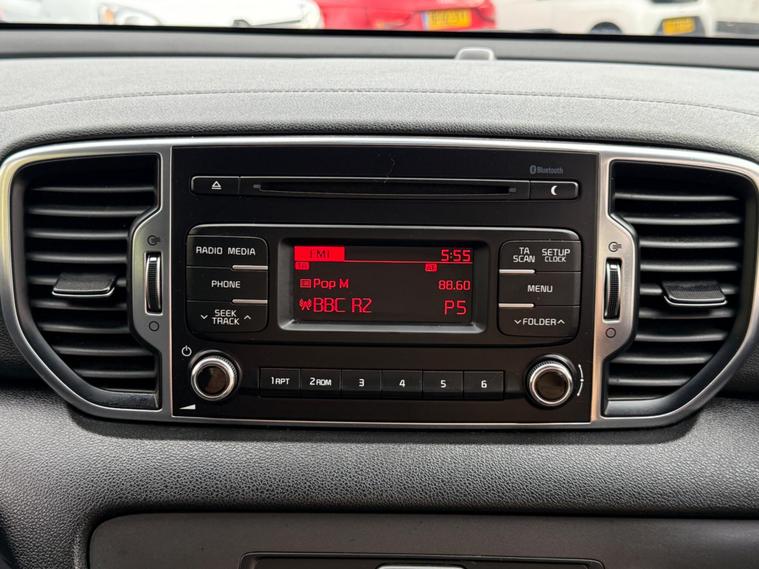 Bluetooth
RADIO MEDIA
PHONE
SEEK
TRACK
FM1 5:55
Pop M 88.60
BBC R2 P5
TA SETUP
SCAN CLOCK
MENU
FOLDER
1 RPT 2 RDM 3 4 5 6